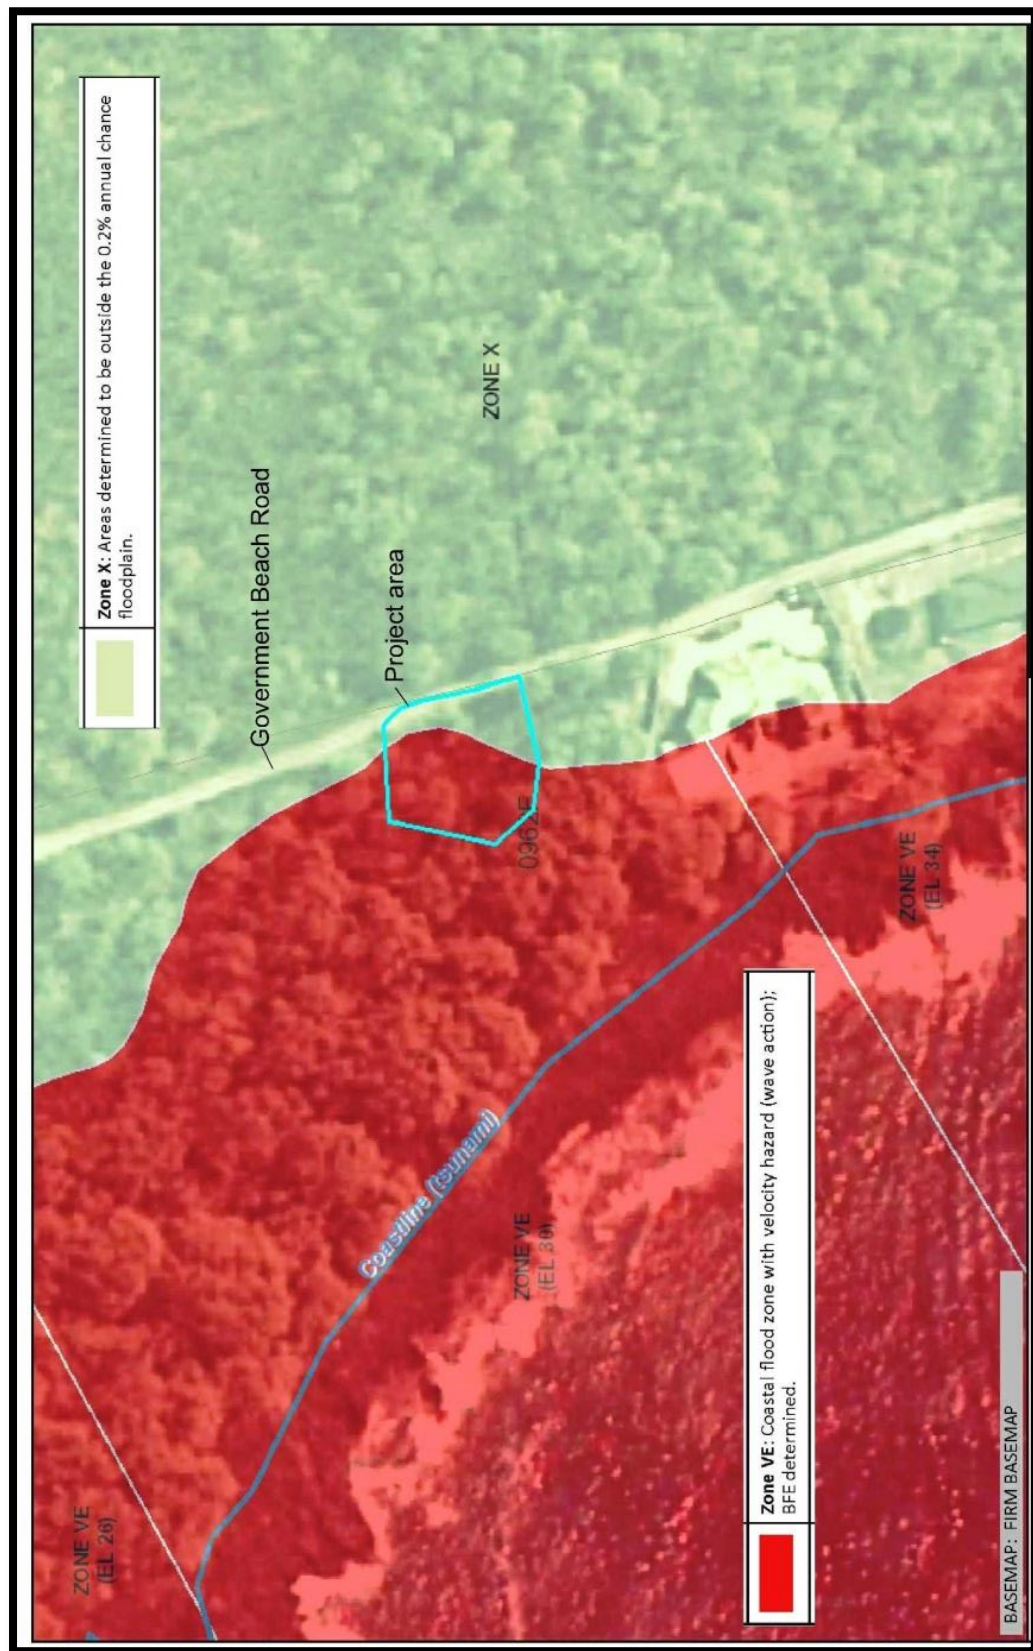 Zone X: Areas determined to be outside the 0.2% annual chance
floodplain.
Government Beach Road
Project area
ZONE X
0962F
Coastline (tsunami)
ZONE VE
(EL 26)
ZONE VE
(EL 30)
ZONE VE
(EL 34)
Zone VE: Coastal flood zone with velocity hazard (wave action);
BFE determined.
BASEMAP: FIRM BASEMAP